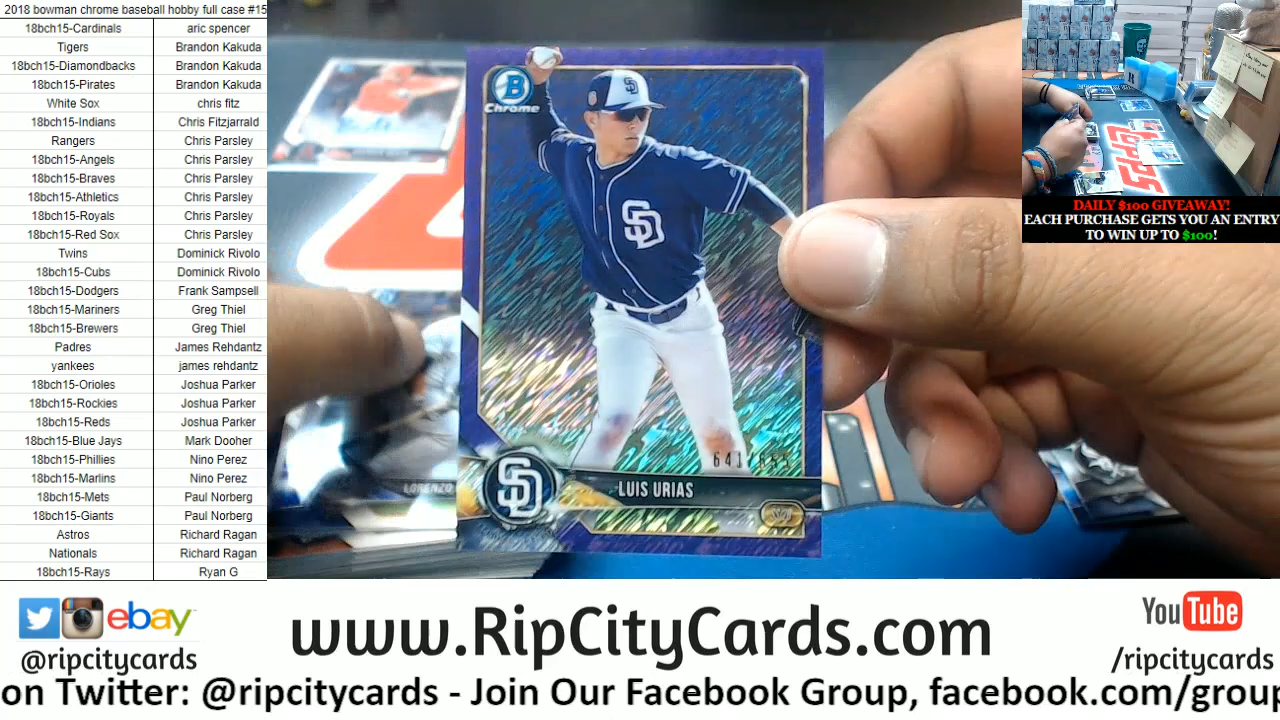 2018 bowman chrome baseball hobby full case #15
18bch15-Cardinals aric spencer
Tigers Brandon Kakuda
18bch15-Diamondbacks Brandon Kakuda
18bch15-Pirates Brandon Kakuda
White Sox chris fitz
18bch15-Indians Chris Fitzjarrald
Rangers Chris Parsley
18bch15-Angels Chris Parsley
18bch15-Braves Chris Parsley
18bch15-Athletics Chris Parsley
18bch15-Royals Chris Parsley
18bch15-Red Sox Chris Parsley
Twins Dominick Rivolo
18bch15-Cubs Dominick Rivolo
18bch15-Dodgers Frank Sampsell
18bch15-Mariners Greg Thiel
18bch15-Brewers Greg Thiel
Padres James Rehdantz
yankees james rehdantz
18bch15-Orioles Joshua Parker
18bch15-Rockies Joshua Parker
18bch15-Reds Joshua Parker
18bch15-Blue Jays Mark Dooher
18bch15-Phillies Nino Perez
18bch15-Marlins Nino Perez
18bch15-Mets Paul Norberg
18bch15-Giants Paul Norberg
Astros Richard Ragan
Nationals Richard Ragan
18bch15-Rays Ryan G
B
Chrome
SD
SD
SD
LUIS URIAS
LORENZO
TOPPS
DAILY $100 GIVEAWAY!
EACH PURCHASE GETS YOU AN ENTRY
TO WIN UP TO $100!
ebay
@ripcitycards
www.RipCityCards.com
YouTube
/ripcitycards
on Twitter: @ripcitycards - Join Our Facebook Group, facebook.com/group